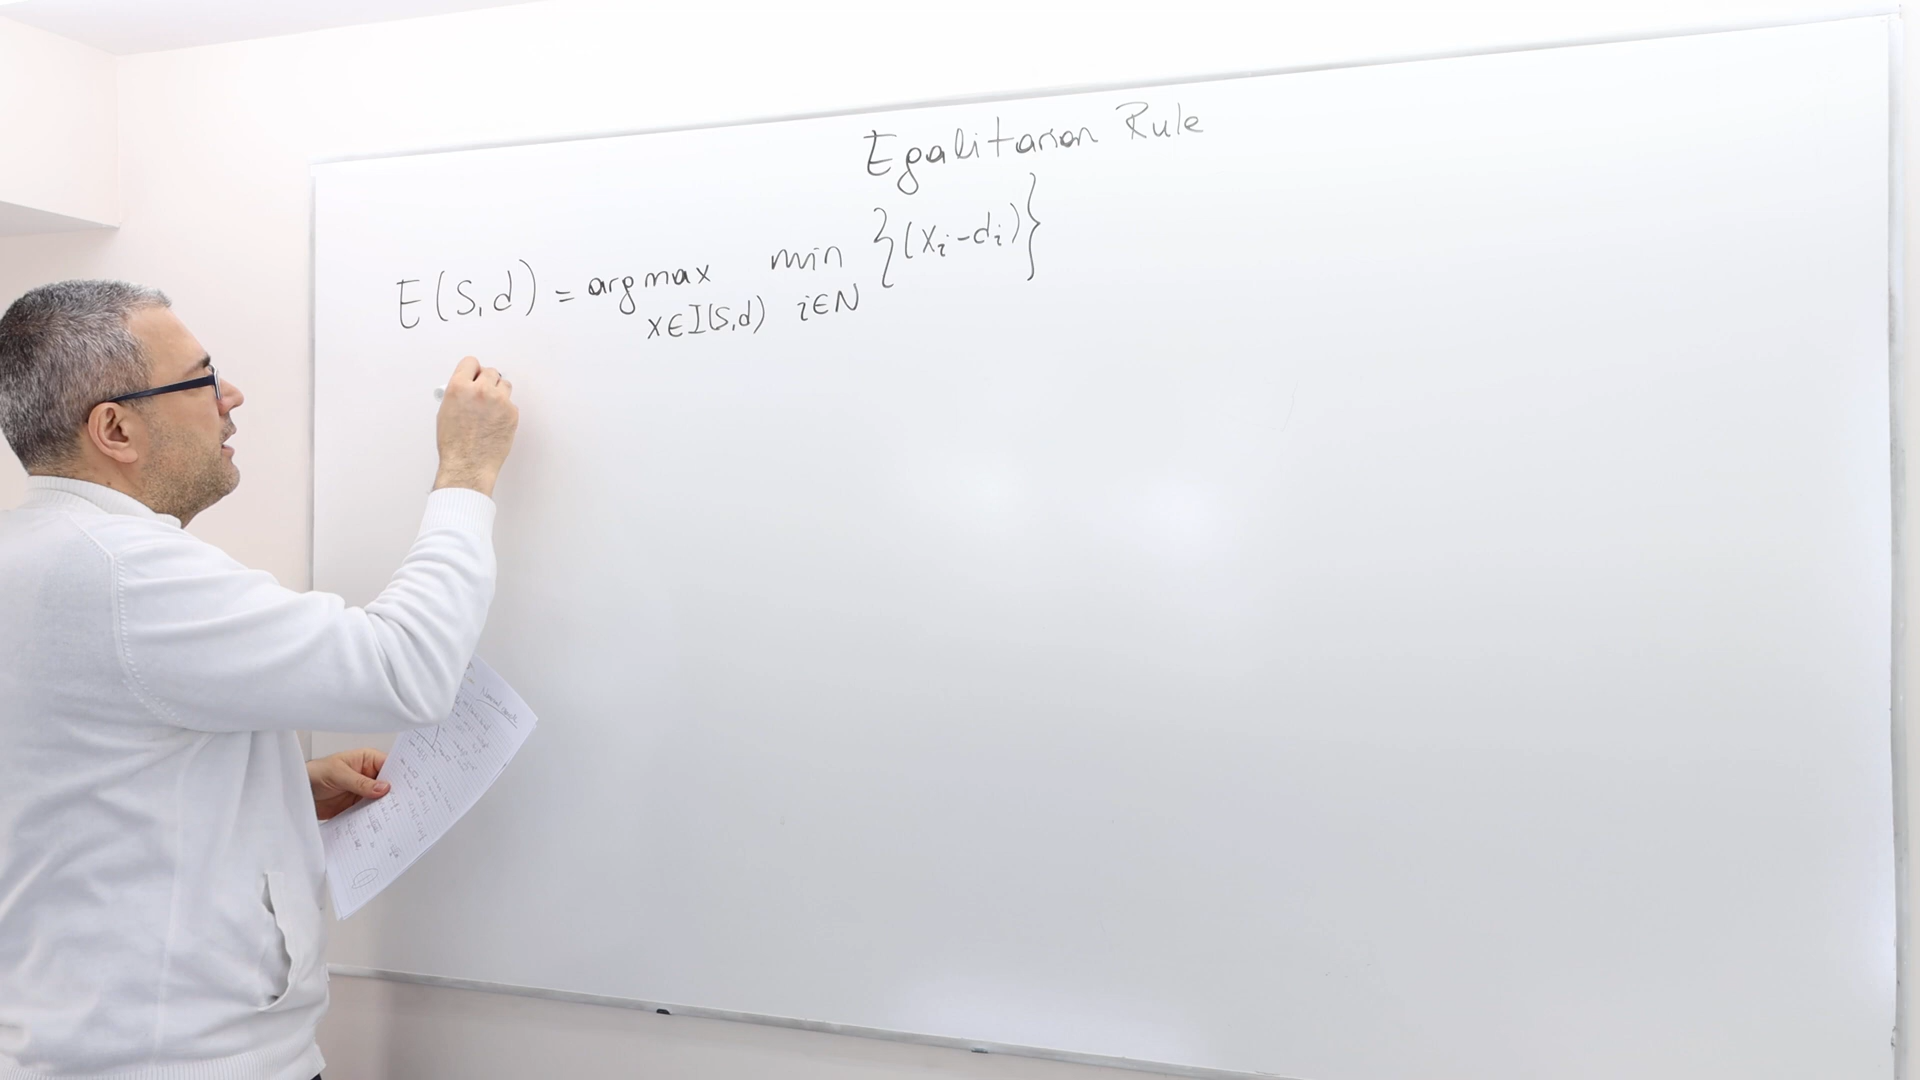 Egalitarian Rule
E(S,d) = argmax min {(xᵢ-dᵢ)}
x∈I(S,d) i∈N